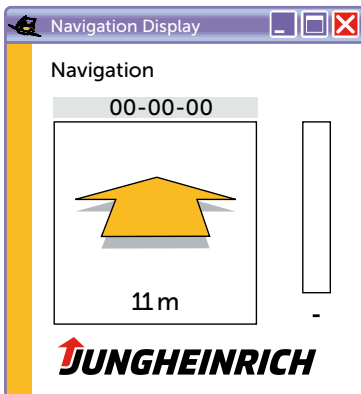 Navigation Display
Navigation
00-00-00
11 m
-
JUNGHEINRICH